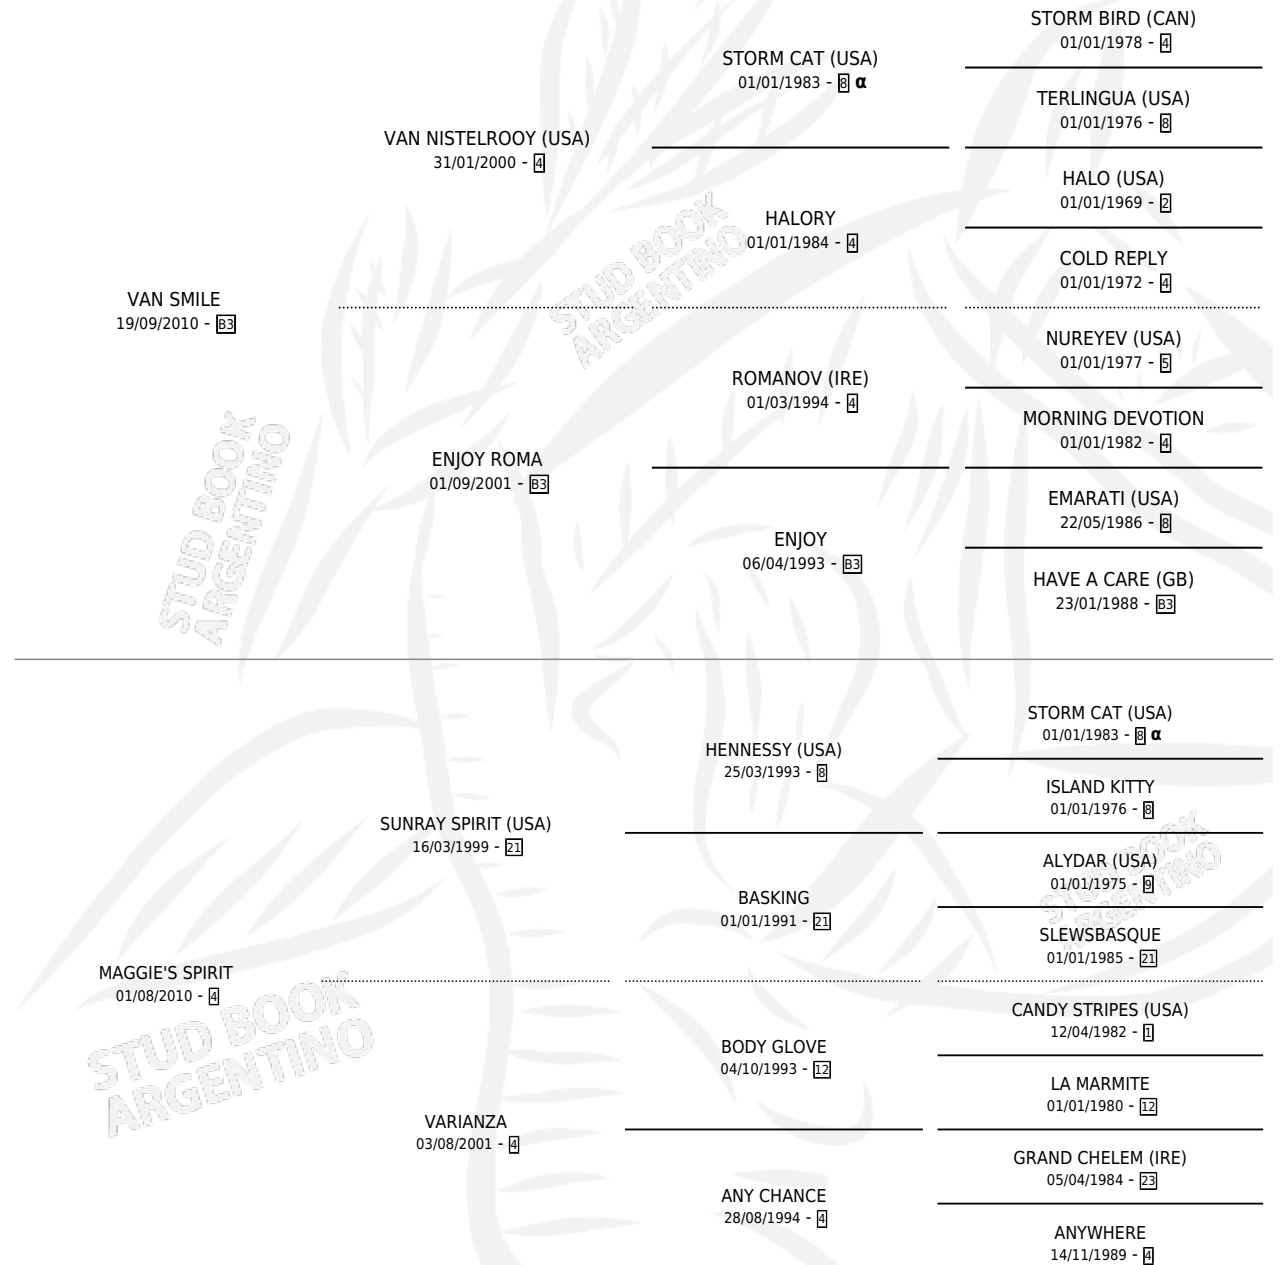 STORM BIRD (CAN)
01/01/1978 - 4
STORM CAT (USA)
01/01/1983 - 8 α
TERLINGUA (USA)
01/01/1976 - 8
VAN NISTELROOY (USA)
31/01/2000 - 4
HALO (USA)
01/01/1969 - 2
HALORY
01/01/1984 - 4
COLD REPLY
01/01/1972 - 4
VAN SMILE
19/09/2010 - B3
NUREYEV (USA)
01/01/1977 - 5
ROMANOV (IRE)
01/03/1994 - 4
MORNING DEVOTION
01/01/1982 - 4
ENJOY ROMA
01/09/2001 - B3
EMARATI (USA)
22/05/1986 - 8
ENJOY
06/04/1993 - B3
HAVE A CARE (GB)
23/01/1988 - B3
STORM CAT (USA)
01/01/1983 - 8 α
HENNESSY (USA)
25/03/1993 - 8
ISLAND KITTY
01/01/1976 - 8
SUNRAY SPIRIT (USA)
16/03/1999 - 21
ALYDAR (USA)
01/01/1975 - 9
BASKING
01/01/1991 - 21
SLEWSBASQUE
01/01/1985 - 21
MAGGIE'S SPIRIT
01/08/2010 - 4
CANDY STRIPES (USA)
12/04/1982 - 1
BODY GLOVE
04/10/1993 - 12
LA MARMITE
01/01/1980 - 12
VARIANZA
03/08/2001 - 4
GRAND CHELEM (IRE)
05/04/1984 - 23
ANY CHANCE
28/08/1994 - 4
ANYWHERE
14/11/1989 - 4
STUD BOOK
ARGENTINO
STUD BOOK
ARGENTINO
STUD BOOK
ARGENTINO
STUD BOOK
ARGENTINO